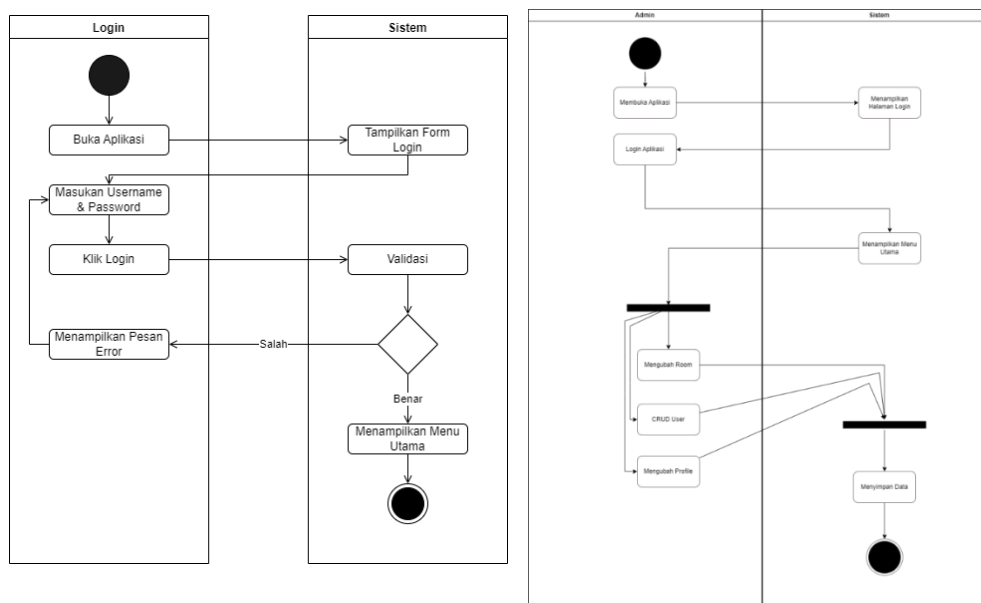 Login
Sistem
Buka Aplikasi
Tampilkan Form
Login
Masukan Username
& Password
Klik Login
Validasi
Menampilkan Pesan
Error
Salah
Benar
Menampilkan Menu
Utama
Admin
Sistem
Membuka Aplikasi
Menampilkan
Halaman Login
Login Aplikasi
Menampilkan Menu
Utama
Mengubah Room
CRUD User
Mengubah Profile
Menyimpan Data